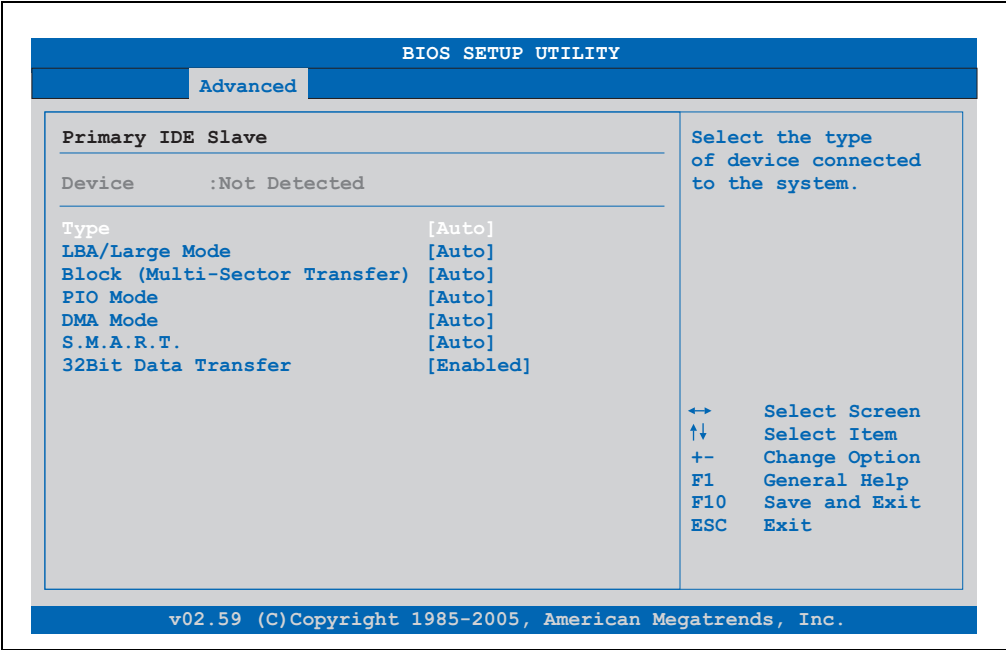 BIOS SETUP UTILITY
Advanced
Primary IDE Slave
Device :Not Detected
Type [Auto]
LBA/Large Mode [Auto]
Block (Multi-Sector Transfer) [Auto]
PIO Mode [Auto]
DMA Mode [Auto]
S.M.A.R.T. [Auto]
32Bit Data Transfer [Enabled]
Select the type
of device connected
to the system.
↔ Select Screen
↑↓ Select Item
+- Change Option
F1 General Help
F10 Save and Exit
ESC Exit
v02.59 (C)Copyright 1985-2005, American Megatrends, Inc.